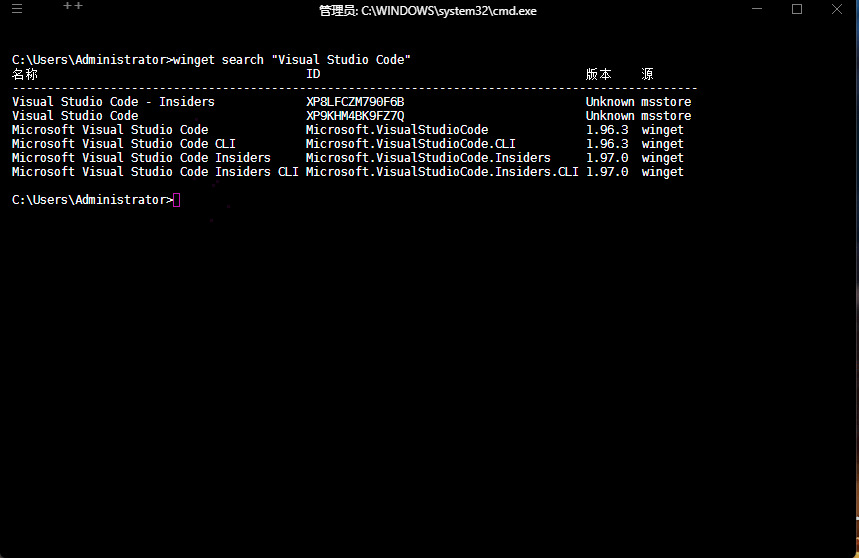 管理员: C:\WINDOWS\system32\cmd.exe
C:\Users\Administrator>winget search "Visual Studio Code"
名称 ID 版本 源
--------------------------------------------------------------------------------------------------
Visual Studio Code - Insiders XP8LFCZM790F6B Unknown msstore
Visual Studio Code XP9KHM4BK9FZ7Q Unknown msstore
Microsoft Visual Studio Code Microsoft.VisualStudioCode 1.96.3 winget
Microsoft Visual Studio Code CLI Microsoft.VisualStudioCode.CLI 1.96.3 winget
Microsoft Visual Studio Code Insiders Microsoft.VisualStudioCode.Insiders 1.97.0 winget
Microsoft Visual Studio Code Insiders CLI Microsoft.VisualStudioCode.Insiders.CLI 1.97.0 winget
C:\Users\Administrator>